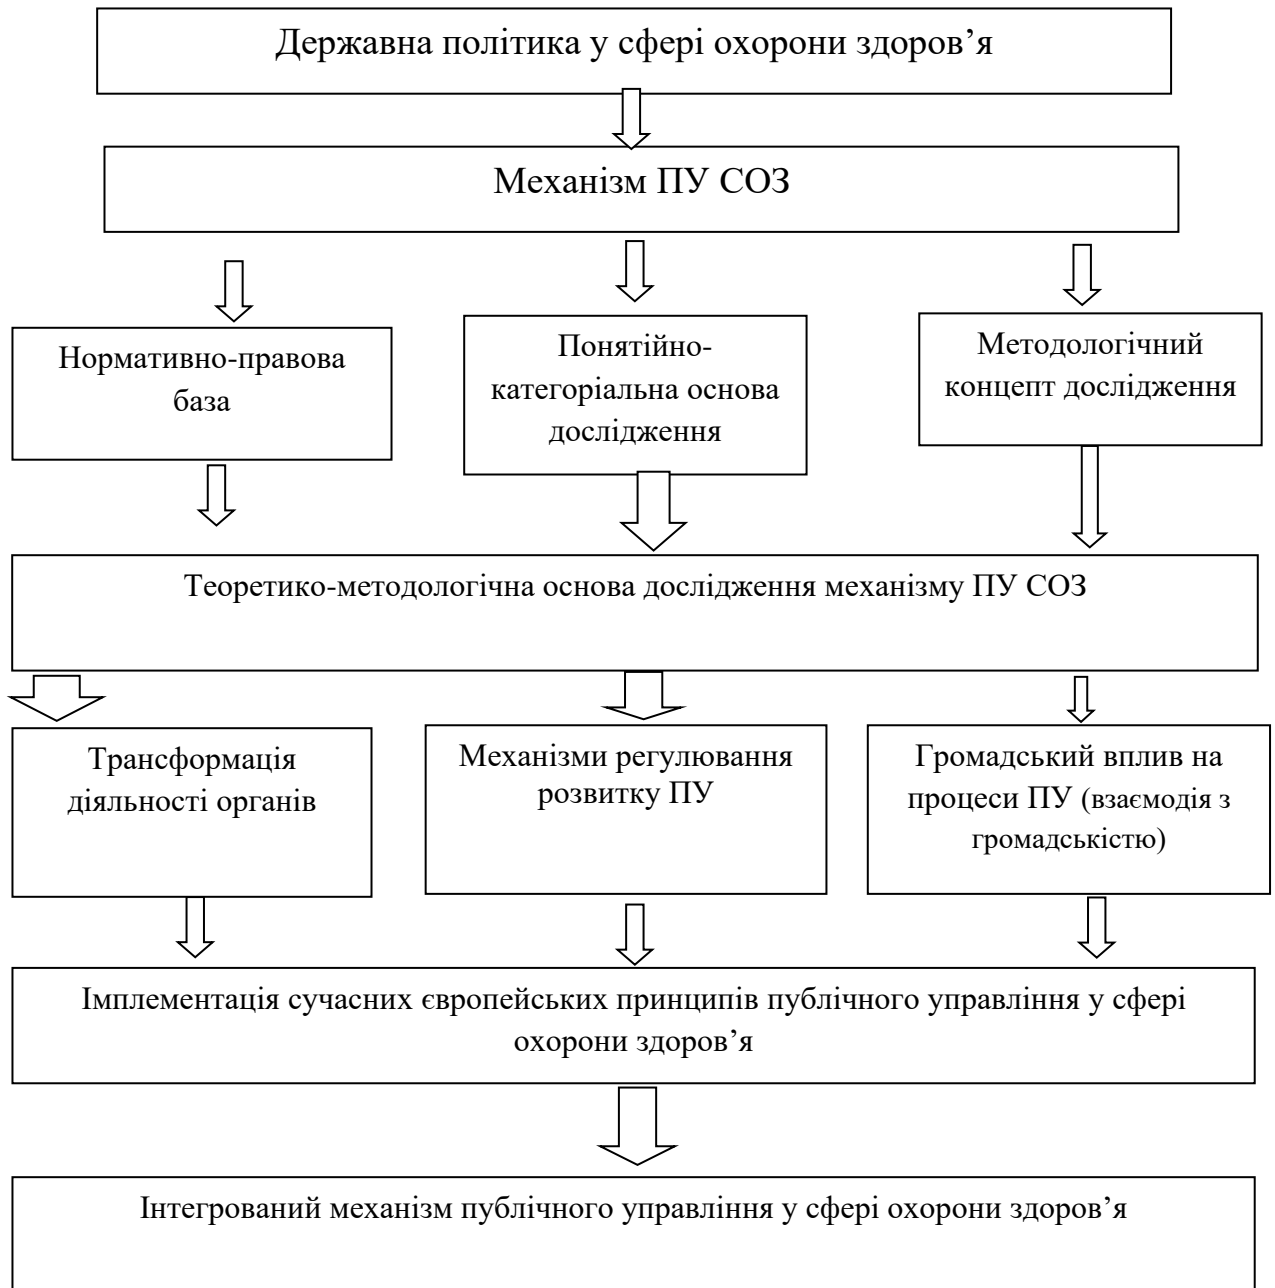 Державна політика у сфері охорони здоров’я
Механізм ПУ СОЗ
Нормативно-правова
база
Понятійно-
категоріальна основа
дослідження
Методологічний
концепт дослідження
Теоретико-методологічна основа дослідження механізму ПУ СОЗ
Трансформація
діяльності органів
Механізми регулювання
розвитку ПУ
Громадський вплив на
процеси ПУ (взаємодія з
громадськістю)
Імплементація сучасних європейських принципів публічного управління у сфері
охорони здоров’я
Інтегрований механізм публічного управління у сфері охорони здоров’я